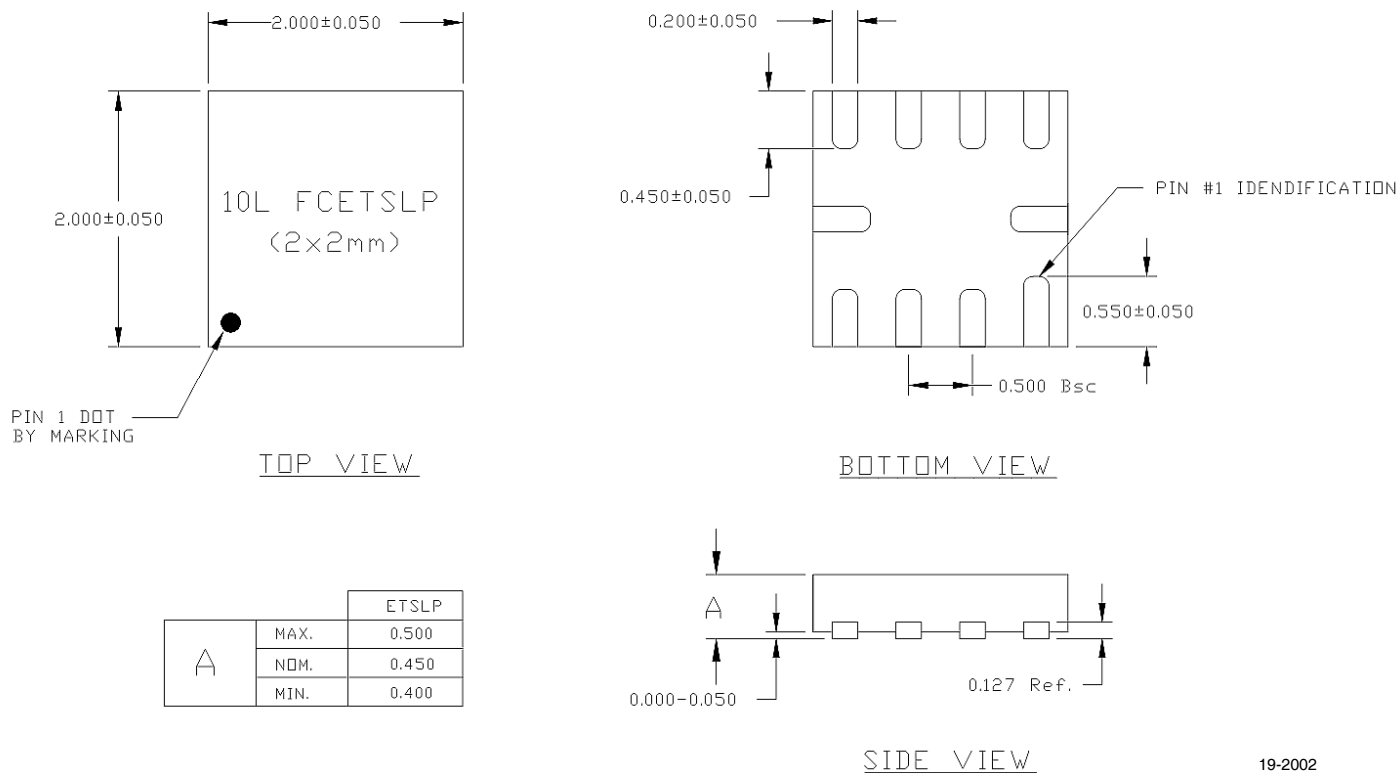 2.000±0.050
2.000±0.050
10L FCETSLP
(2x2mm)
PIN 1 DOT
BY MARKING
TOP VIEW
0.200±0.050
0.450±0.050
PIN #1 IDENDIFICATION
0.550±0.050
0.500 Bsc
BOTTOM VIEW
ETSLP
A
MAX. 0.500
NOM. 0.450
MIN. 0.400
A
0.000-0.050
0.127 Ref.
SIDE VIEW
19-2002